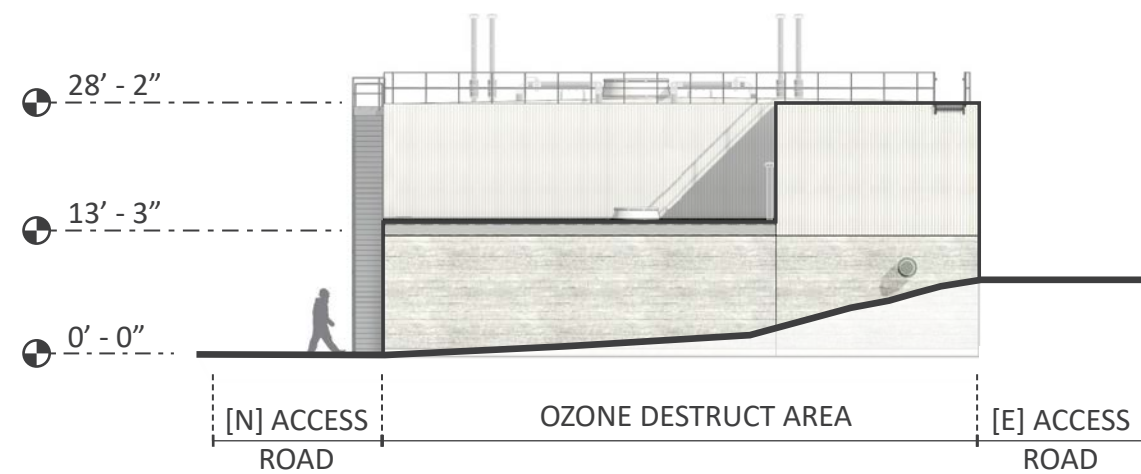 28’ - 2”
13’ - 3”
0’ - 0”
[N] ACCESS
ROAD
OZONE DESTRUCT AREA
[E] ACCESS
ROAD